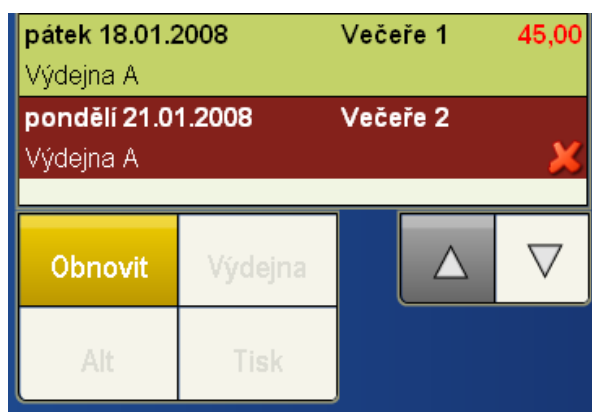 pátek 18.01.2008 Večeře 1 45,00
Výdejna A
pondělí 21.01.2008 Večeře 2
Výdejna A
Obnovit Výdejna
Alt Tisk